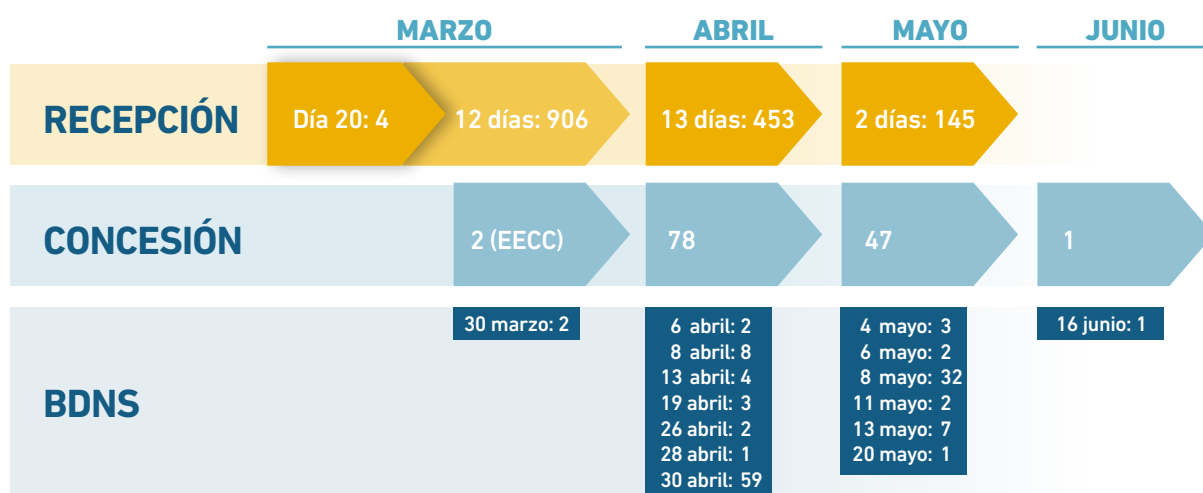 MARZO ABRIL MAYO JUNIO
RECEPCIÓN Día 20: 4 12 días: 906 13 días: 453 2 días: 145
CONCESIÓN 2 (EECC) 78 47 1
BDNS
30 marzo: 2
6 abril: 2
8 abril: 8
13 abril: 4
19 abril: 3
26 abril: 2
28 abril: 1
30 abril: 59
4 mayo: 3
6 mayo: 2
8 mayo: 32
11 mayo: 2
13 mayo: 7
20 mayo: 1
16 junio: 1